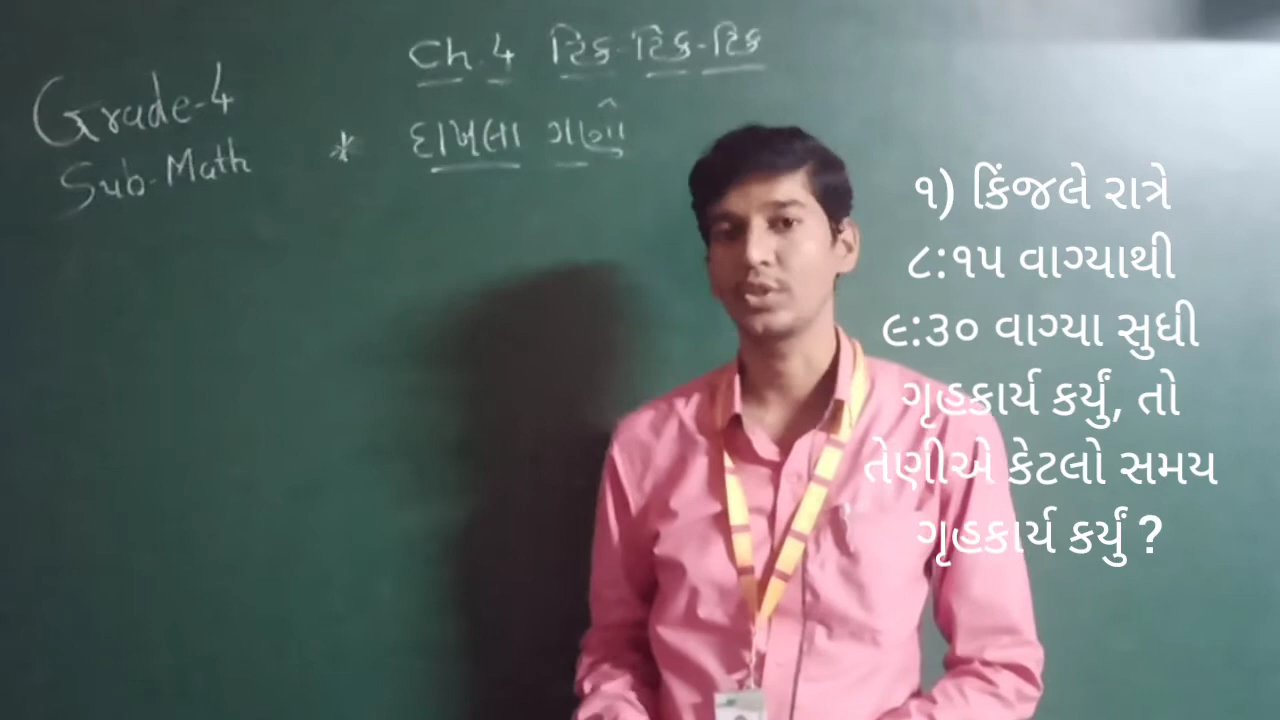 Ch. 4 ટિક-ટિક-ટિક
Grade-4
Sub-Math
* દાખલા ગણો
૧) કિંજલે રાત્રે
૮:૧૫ વાગ્યાથી
૯:૩૦ વાગ્યા સુધી
ગૃહકાર્ય કર્યું, તો
તેણીએ કેટલો સમય
ગૃહકાર્ય કર્યું ?